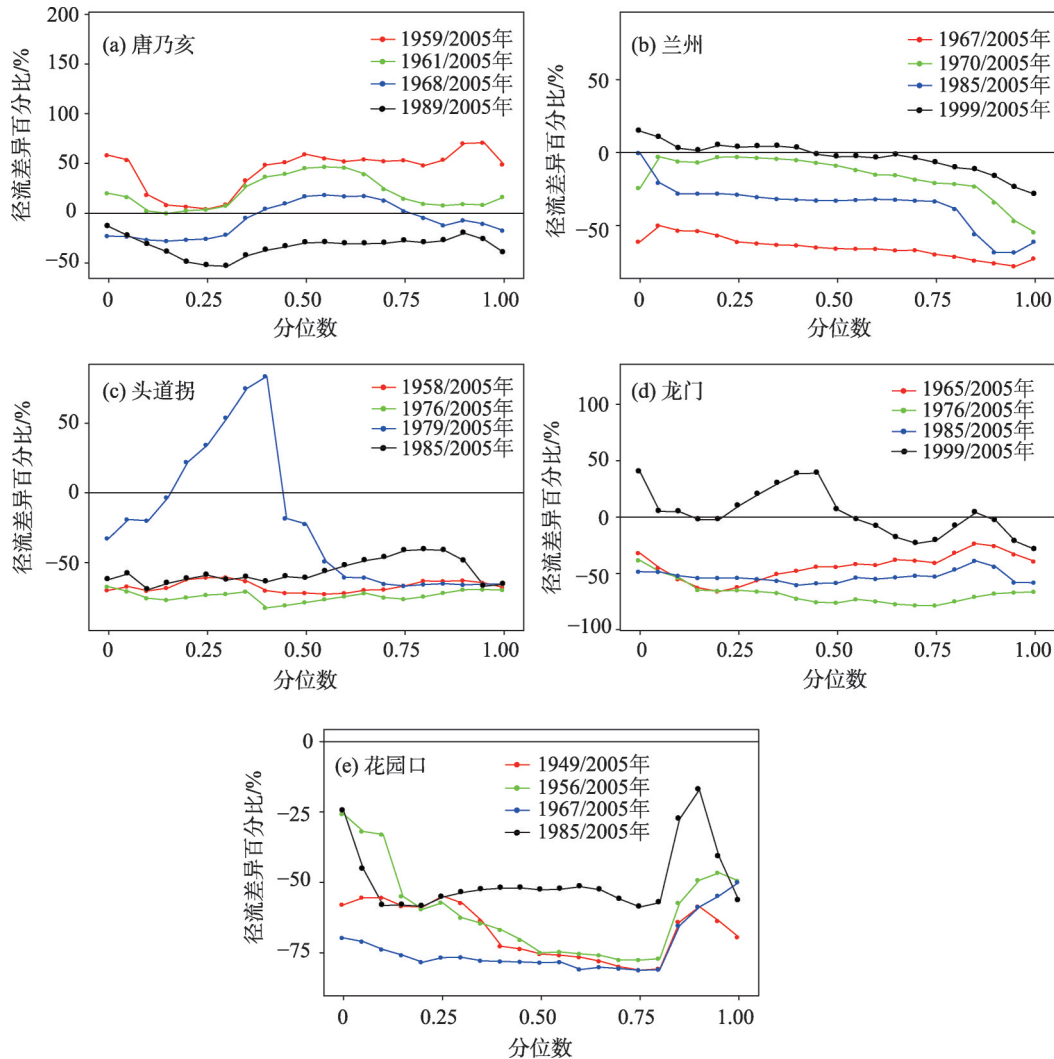 (a) 唐乃亥
1959/2005年
1961/2005年
1968/2005年
1989/2005年
径流差异百分比/%
200
150
100
50
0
−50
0 0.25 0.50 0.75 1.00
分位数
(b) 兰州
1967/2005年
1970/2005年
1985/2005年
1999/2005年
径流差异百分比/%
50
0
−50
0 0.25 0.50 0.75 1.00
分位数
(c) 头道拐
1958/2005年
1976/2005年
1979/2005年
1985/2005年
径流差异百分比/%
50
0
−50
0 0.25 0.50 0.75 1.00
分位数
(d) 龙门
1965/2005年
1976/2005年
1985/2005年
1999/2005年
径流差异百分比/%
100
50
0
−50
−100
0 0.25 0.50 0.75 1.00
分位数
(e) 花园口
1949/2005年
1956/2005年
1967/2005年
1985/2005年
径流差异百分比/%
0
−25
−50
−75
0 0.25 0.50 0.75 1.00
分位数